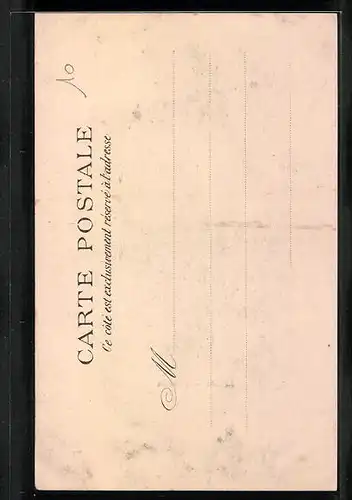 10
CARTE POSTALE
Ce côté est exclusivement réservé à l'adresse
M